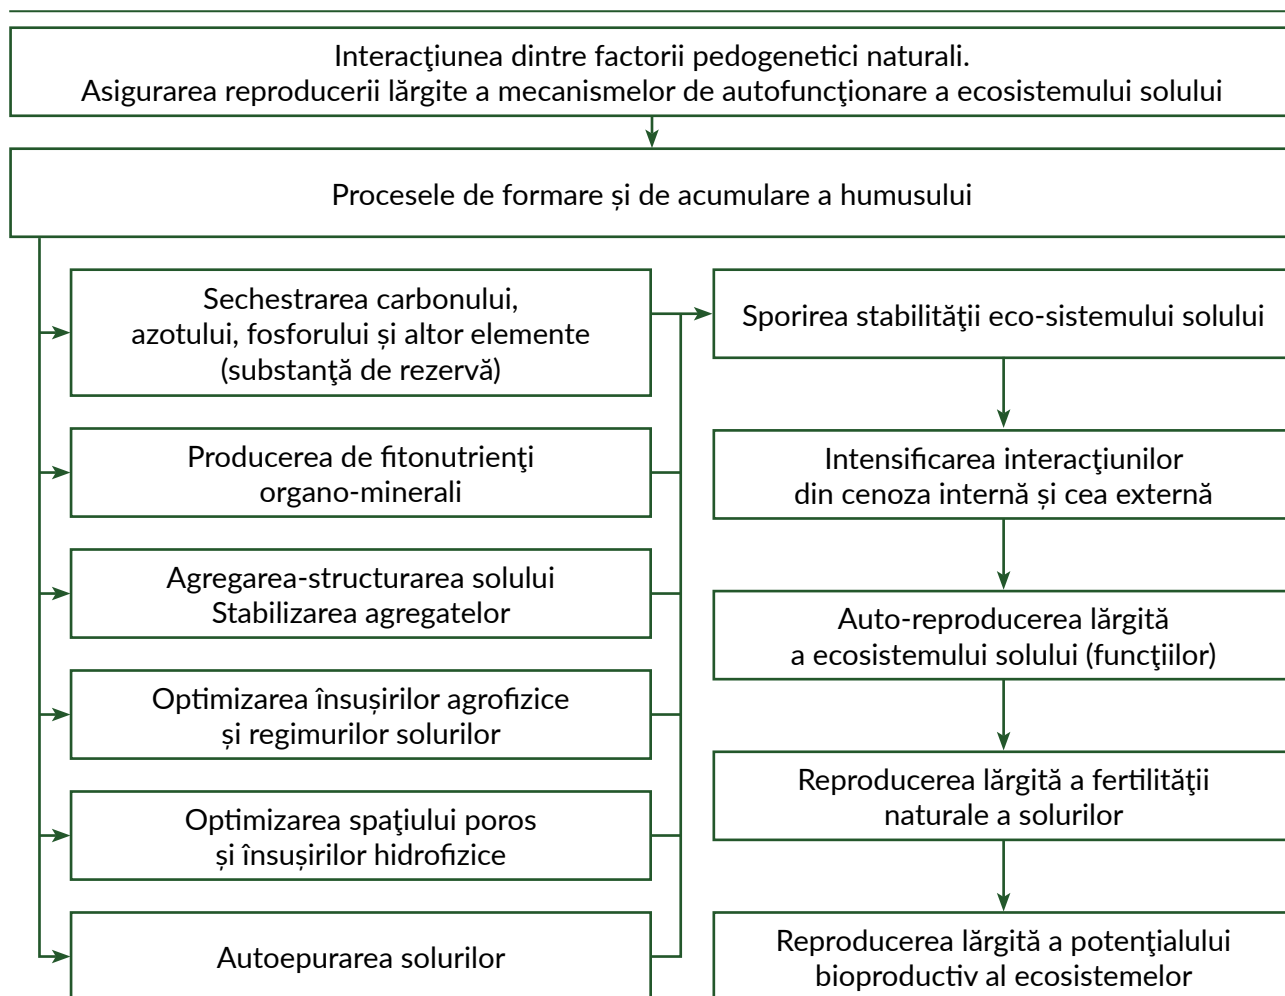 Interacţiunea dintre factorii pedogenetici naturali.
Asigurarea reproducerii lărgite a mecanismelor de autofuncţionare a ecosistemului solului
Procesele de formare și de acumulare a humusului
Sechestrarea carbonului,
azotului, fosforului și altor elemente
(substanţă de rezervă)
Producerea de fitonutrienţi
organo-minerali
Agregarea-structurarea solului
Stabilizarea agregatelor
Optimizarea însușirilor agrofizice
și regimurilor solurilor
Optimizarea spaţiului poros
și însușirilor hidrofizice
Autoepurarea solurilor
Sporirea stabilităţii eco-sistemului solului
Intensificarea interacţiunilor
din cenoza internă și cea externă
Auto-reproducerea lărgită
a ecosistemului solului (funcţiilor)
Reproducerea lărgită a fertilităţii
naturale a solurilor
Reproducerea lărgită a potenţialului
bioproductiv al ecosistemelor